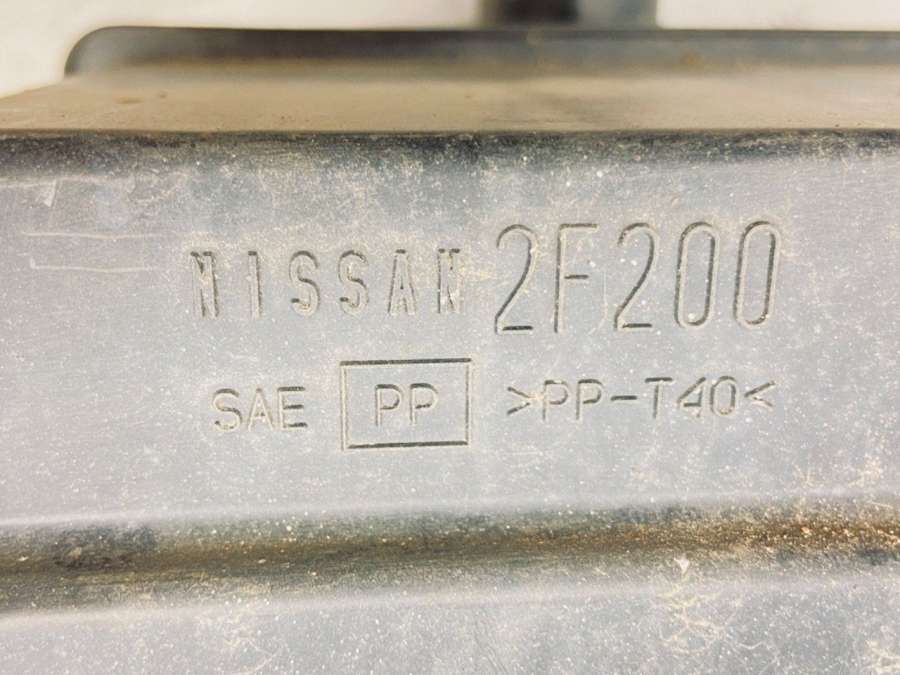 NISSAN 2F200
SAE PP >PP-T40<